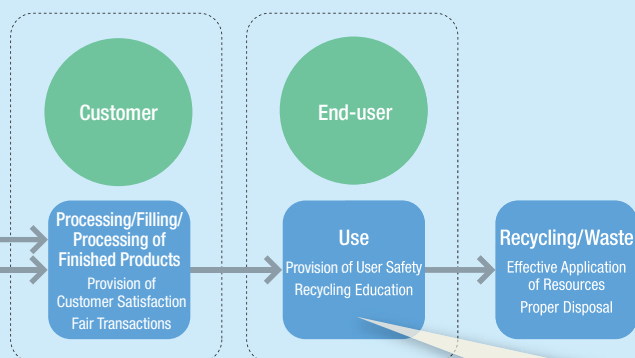 Customer
End-user
Processing/Filling/
Processing of
Finished Products
Provision of
Customer Satisfaction
Fair Transactions
Use
Provision of User Safety
Recycling Education
Recycling/Waste
Effective Application
of Resources
Proper Disposal